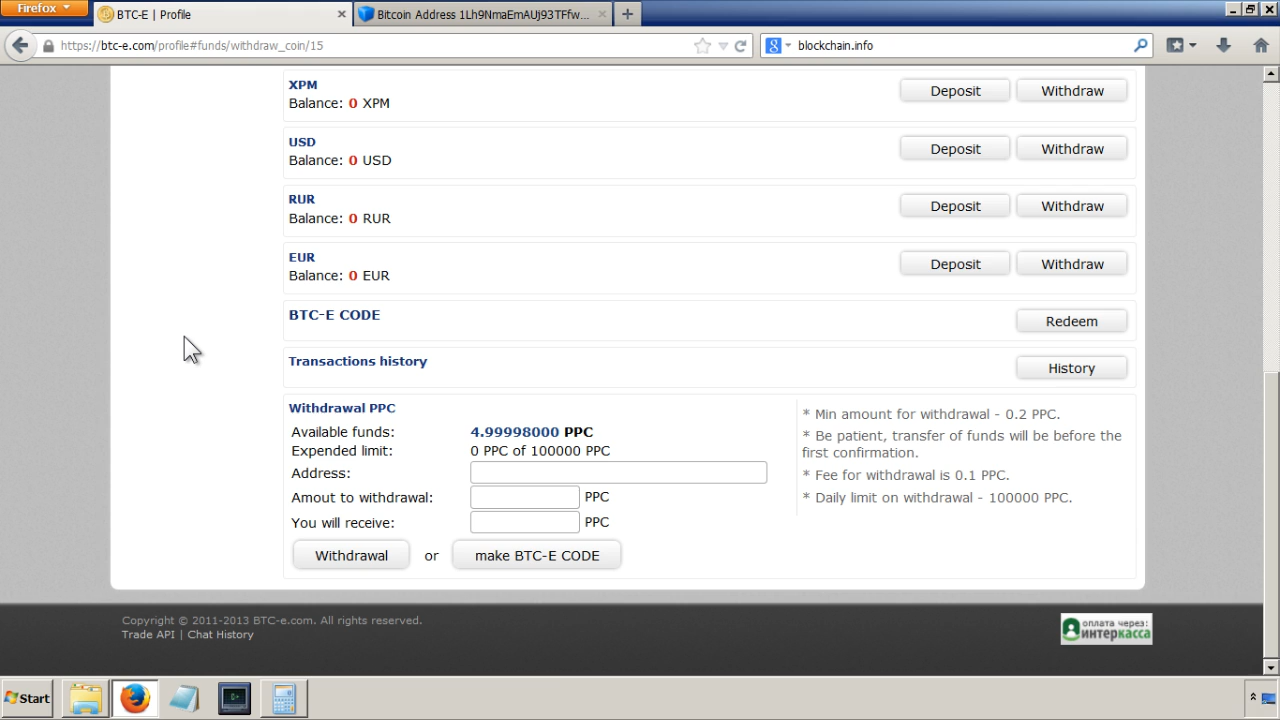 Firefox
BTC-E | Profile
Bitcoin Address 1Lh9NmaEmAUj93TFfw...
https://btc-e.com/profile#funds/withdraw_coin/15
blockchain.info
XPM
Balance: 0 XPM
Deposit
Withdraw
USD
Balance: 0 USD
Deposit
Withdraw
RUR
Balance: 0 RUR
Deposit
Withdraw
EUR
Balance: 0 EUR
Deposit
Withdraw
BTC-E CODE
Redeem
Transactions history
History
Withdrawal PPC
Available funds: 4.99998000 PPC
Expended limit: 0 PPC of 100000 PPC
Address:
Amout to withdrawal: PPC
You will receive: PPC
Withdrawal or make BTC-E CODE
* Min amount for withdrawal - 0.2 PPC.
* Be patient, transfer of funds will be before the
first confirmation.
* Fee for withdrawal is 0.1 PPC.
* Daily limit on withdrawal - 100000 PPC.
Copyright © 2011-2013 BTC-e.com. All rights reserved.
Trade API | Chat History
оплата через:
интеркасса
Start